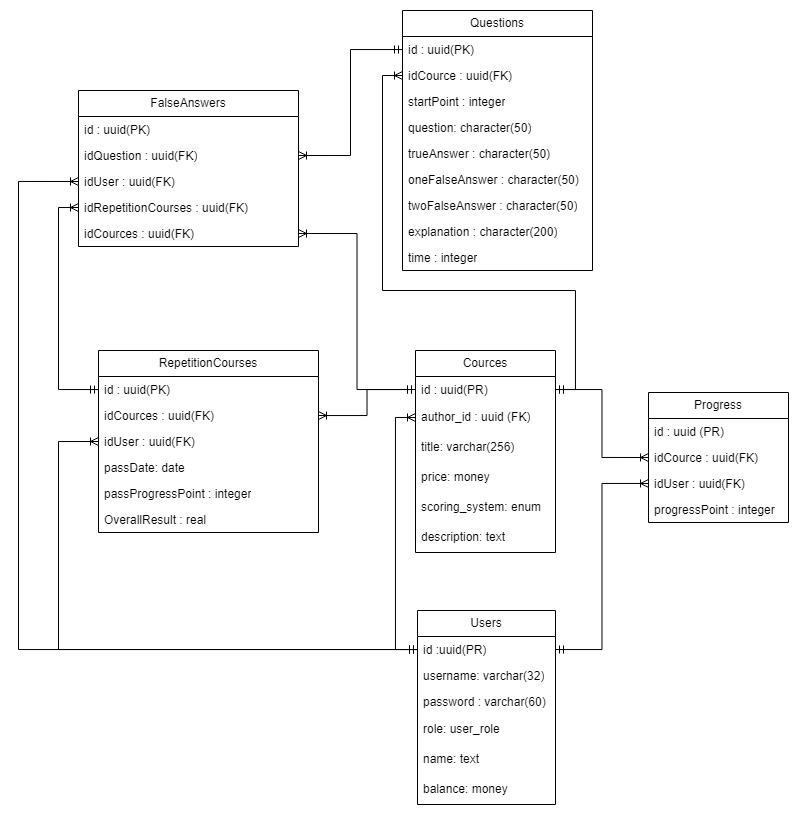 Questions
id : uuid(PK)
idCource : uuid(FK)
startPoint : integer
question: character(50)
trueAnswer : character(50)
oneFalseAnswer : character(50)
twoFalseAnswer : character(50)
explanation : character(200)
time : integer
FalseAnswers
id : uuid(PK)
idQuestion : uuid(FK)
idUser : uuid(FK)
idRepetitionCourses : uuid(FK)
idCources : uuid(FK)
RepetitionCourses
id : uuid(PK)
idCources : uuid(FK)
idUser : uuid(FK)
passDate: date
passProgressPoint : integer
OverallResult : real
Cources
id : uuid(PR)
author_id : uuid (FK)
title: varchar(256)
price: money
scoring_system: enum
description: text
Progress
id : uuid (PR)
idCource : uuid(FK)
idUser : uuid(FK)
progressPoint : integer
Users
id :uuid(PR)
username: varchar(32)
password : varchar(60)
role: user_role
name: text
balance: money